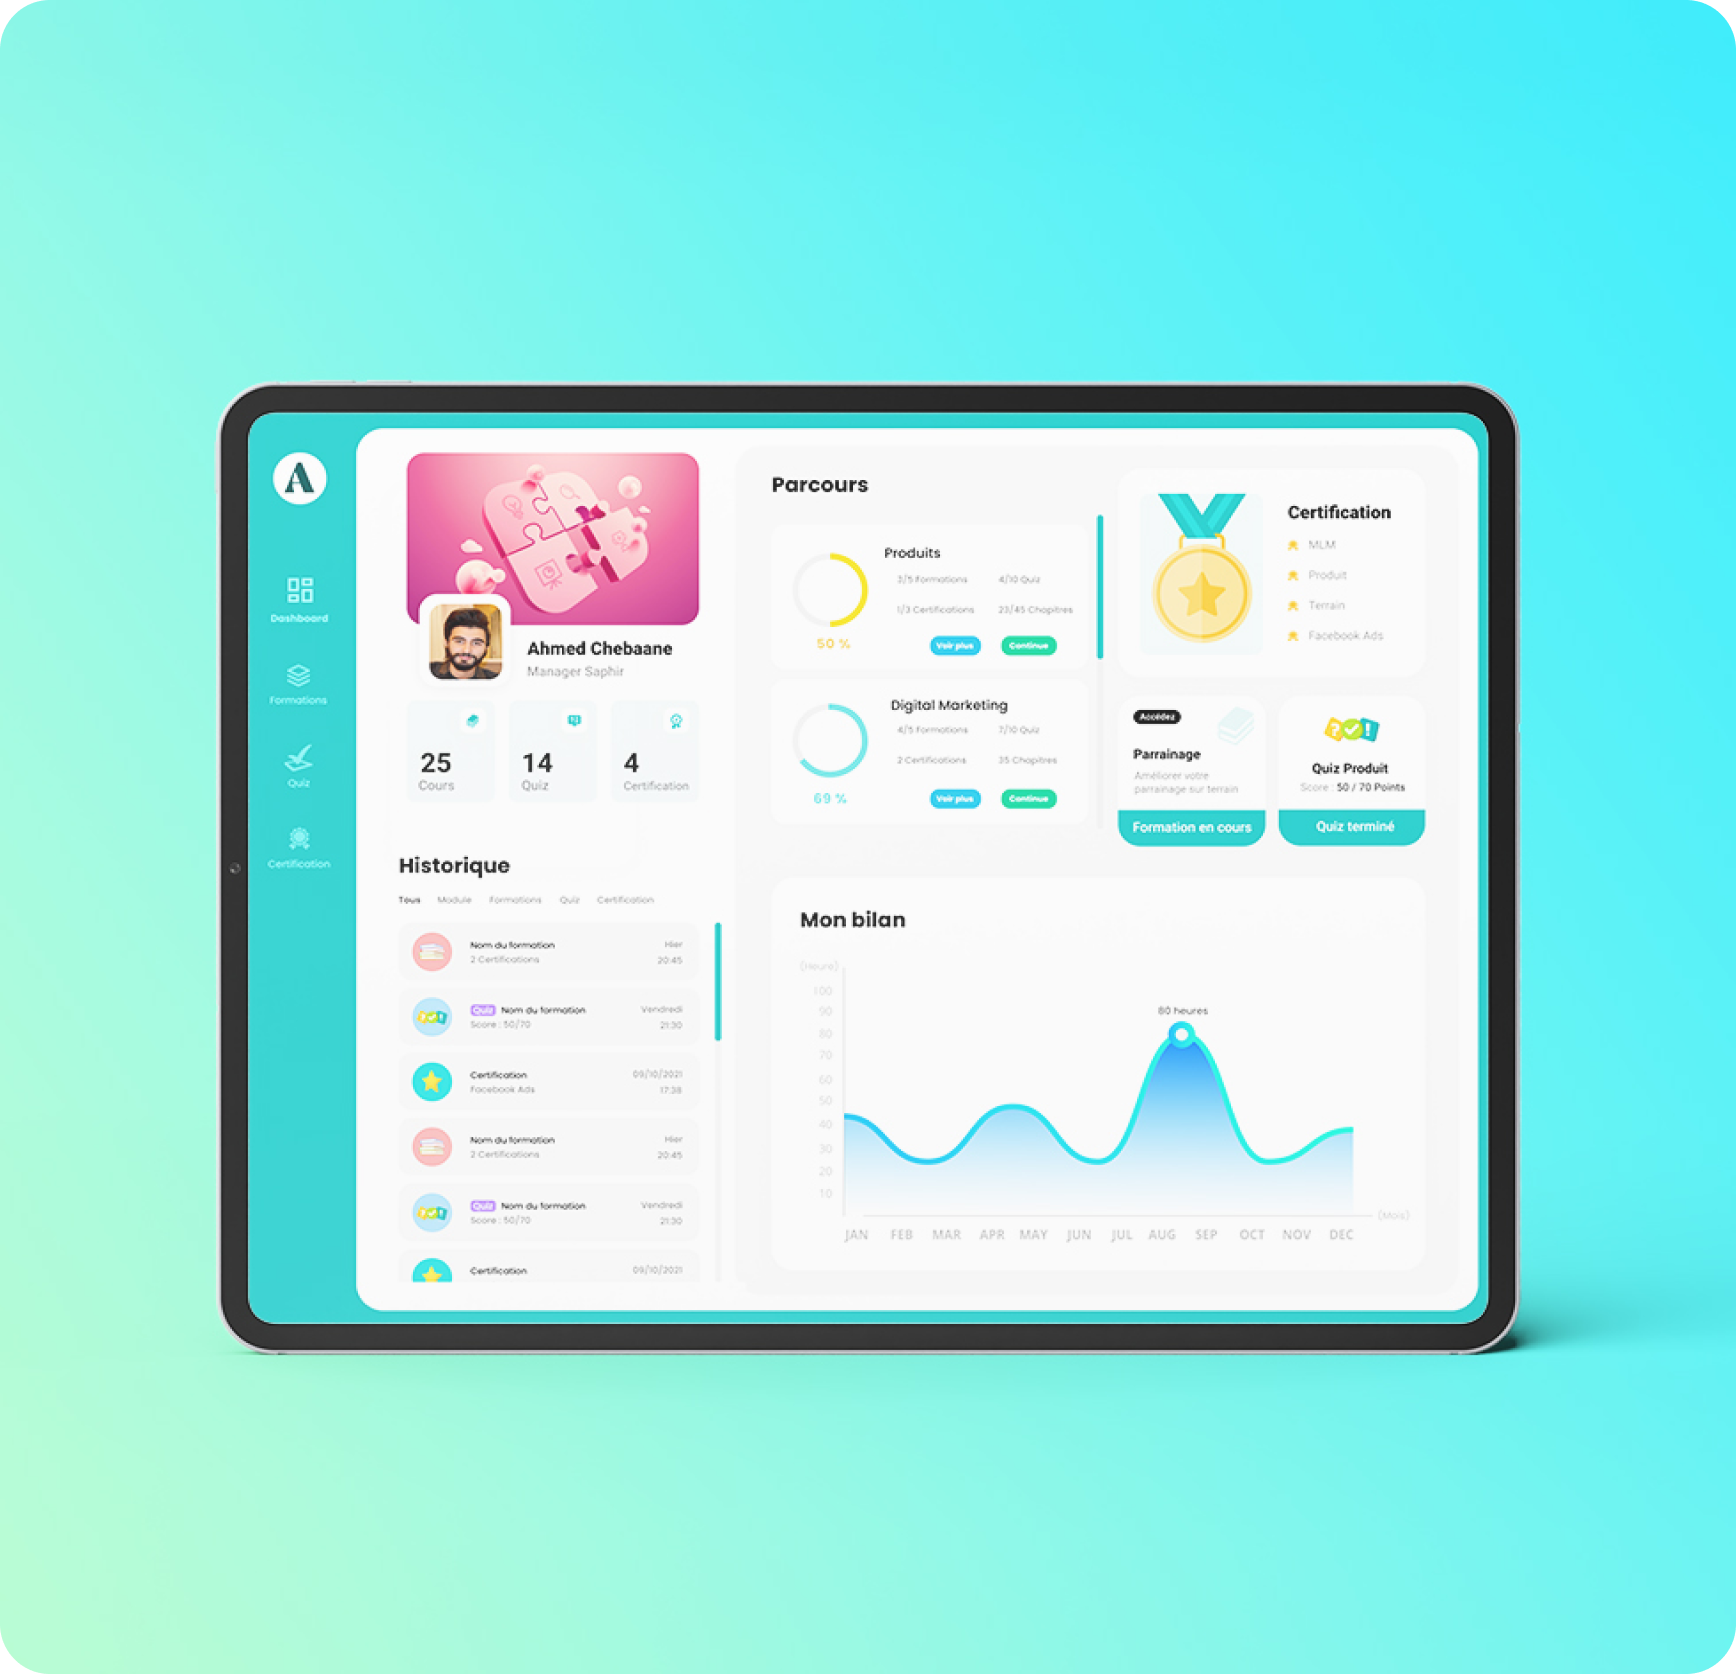 A
Dashboard
Formations
Quiz
Certification
Ahmed Chebaane
Manager Saphir
25
Cours
14
Quiz
4
Certification
Historique
Tous Module Formations Quiz Certification
Nom du formation Hier
2 Certifications 20:45
Quiz Nom du formation Vendredi
Score : 50/70 21:30
Certification 09/10/2021
Facebook Ads 17:38
Nom du formation Hier
2 Certifications 20:45
Quiz Nom du formation Vendredi
Score : 50/70 21:30
Certification 09/10/2021
Parcours
Produits
3/5 Formations 4/10 Quiz
1/3 Certifications 23/45 Chapitres
50 %
Voir plus Continue
Digital Marketing
4/5 Formations 7/10 Quiz
2 Certifications 35 Chapitres
69 %
Voir plus Continue
Certification
MLM
Produit
Terrain
Facebook Ads
Accédez
Parrainage
Améliorer votre
parrainage sur terrain
Formation en cours
Quiz Produit
Score : 50 / 70 Points
Quiz terminé
Mon bilan
(Heure)
100
90
80
70
60
50
40
30
20
10
80 heures
JAN FEB MAR APR MAY JUN JUL AUG SEP OCT NOV DEC
(Mois)